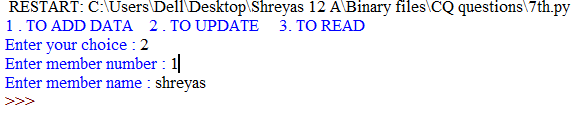 RESTART: C:\Users\Dell\Desktop\Shreyas 12 A\Binary files\CQ questions\7th.py
1 . TO ADD DATA 2 . TO UPDATE 3. TO READ
Enter your choice : 2
Enter member number : 1
Enter member name : shreyas
>>>